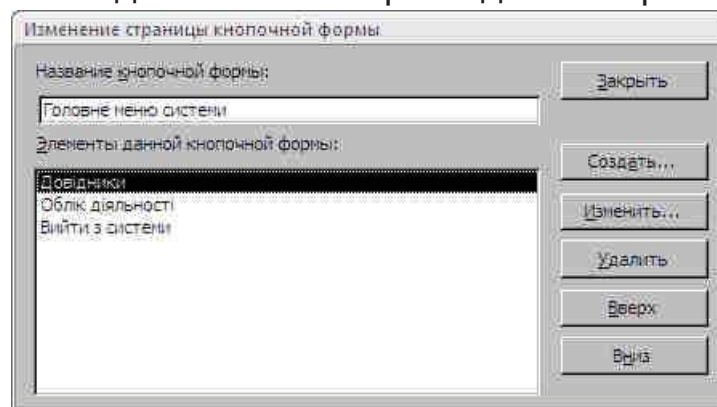 Изменение страницы кнопочной формы
Название кнопочной формы:
Закрыть
Головне меню системи
Элементы данной кнопочной формы:
Создать...
Довідники
Облік діяльності
Изменить...
Вийти з системи
Удалить
Вверх
Вниз